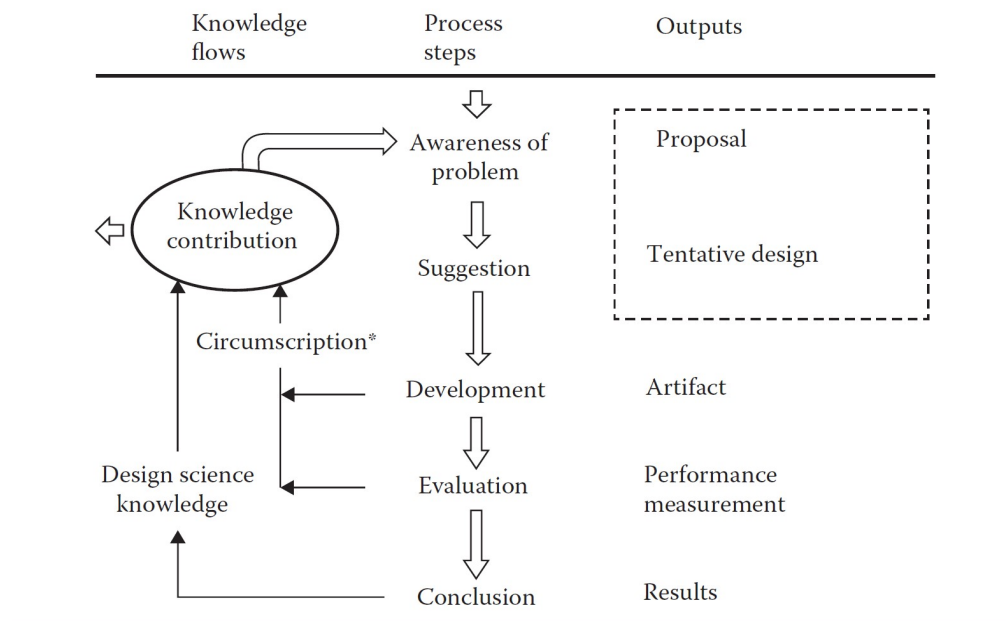 Knowledge
flows
Process
steps
Outputs
Awareness of
problem
Proposal
Knowledge
contribution
Suggestion
Tentative design
Circumscription*
Development
Artifact
Design science
knowledge
Evaluation
Performance
measurement
Conclusion
Results